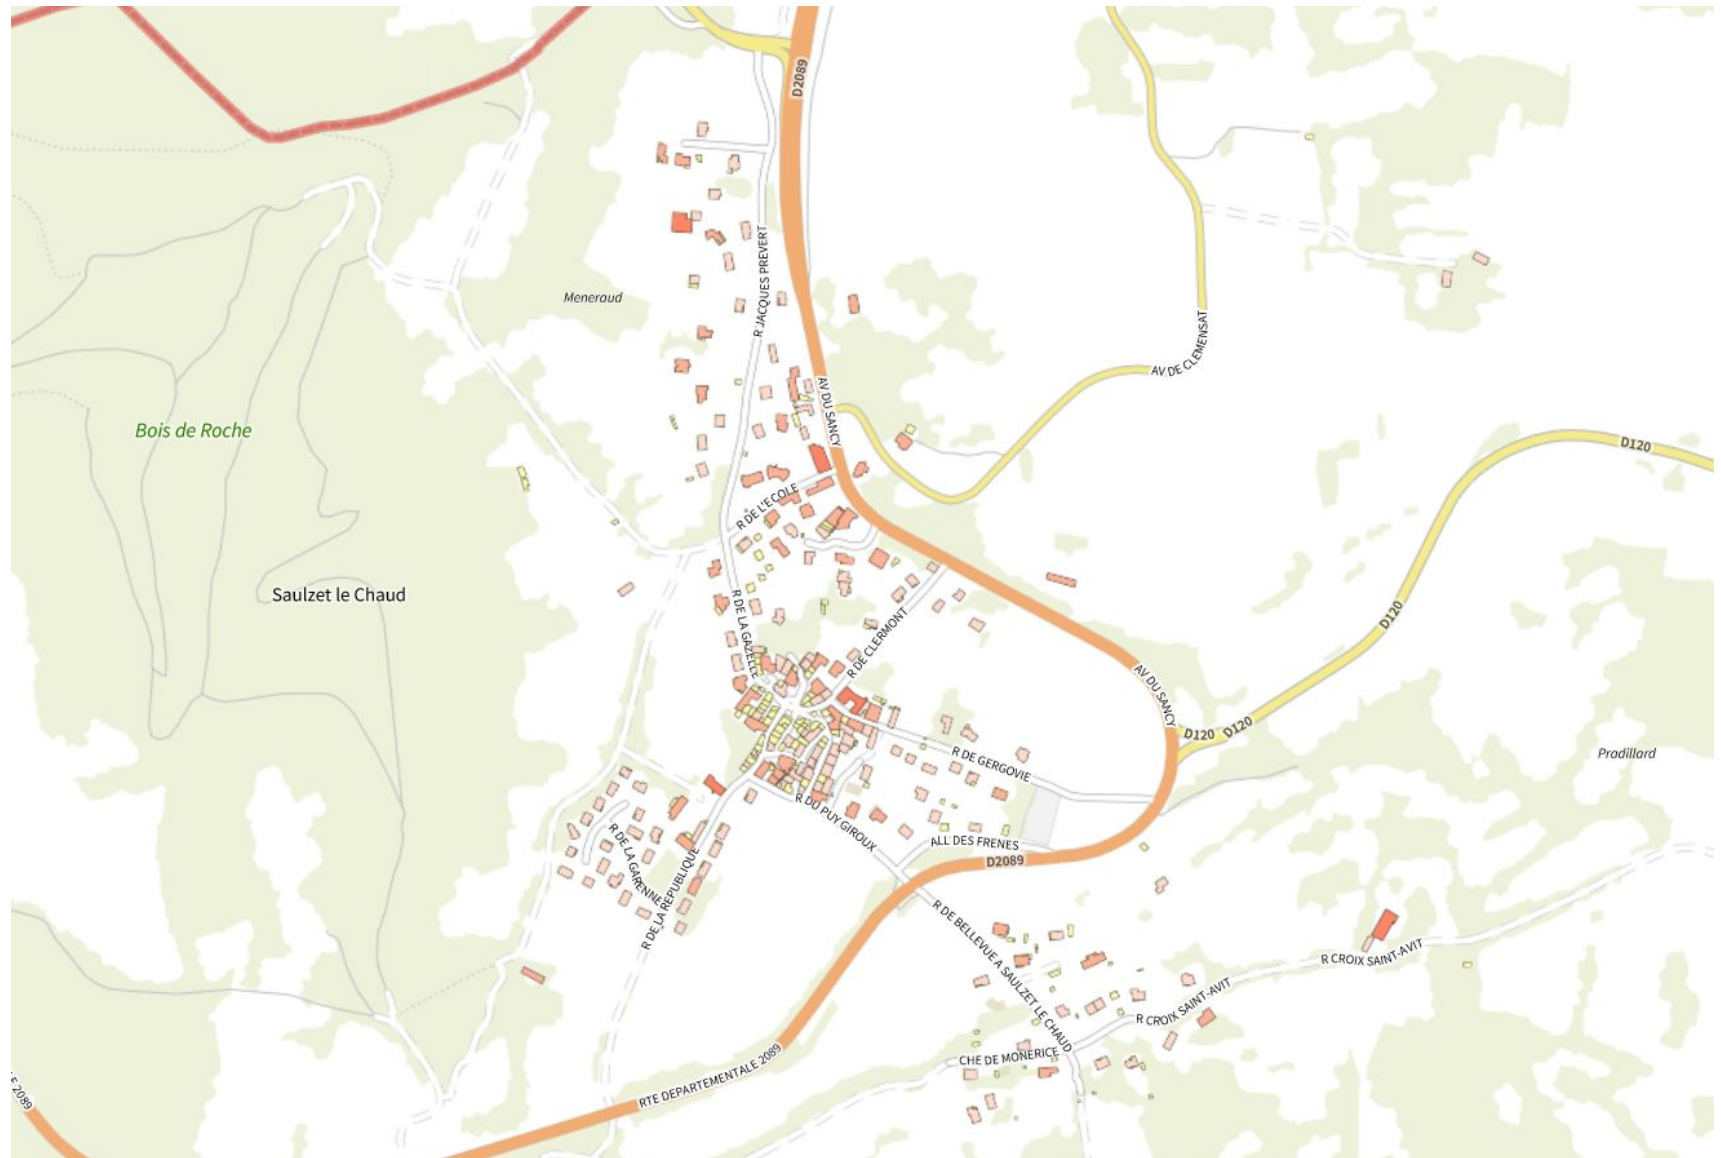 D2089
R JACQUES PREVERT
Meneraud
AV DE CLEMENSAT
AV DU SANCY
Bois de Roche
D120
R DE L'ECOLE
Saulzet le Chaud
R DE LA GAZELLE
R DE CLERMONT
D120
AV DU SANCY
D120
D120
R DE GERGOVIE
Pradillard
R DU PUY GIROUX
ALL DES FRENES
D2089
R DE LA GARENNE
R DE LA REPUBLIQUE
R DE BELLEVUE A SAULZET LE CHAUD
R CROIX SAINT-AVIT
R CROIX SAINT-AVIT
CHE DE MONERICE
RTE DEPARTEMENTALE 2089
E 2089